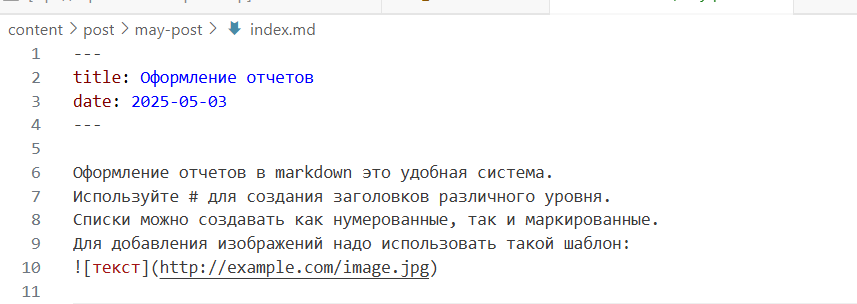 content > post > may-post > index.md
1 ---
2 title: Оформление отчетов
3 date: 2025-05-03
4 ---
5
6 Оформление отчетов в markdown это удобная система.
7 Используйте # для создания заголовков различного уровня.
8 Списки можно создавать как нумерованные, так и маркированные.
9 Для добавления изображений надо использовать такой шаблон:
10 ![текст](http://example.com/image.jpg)
11